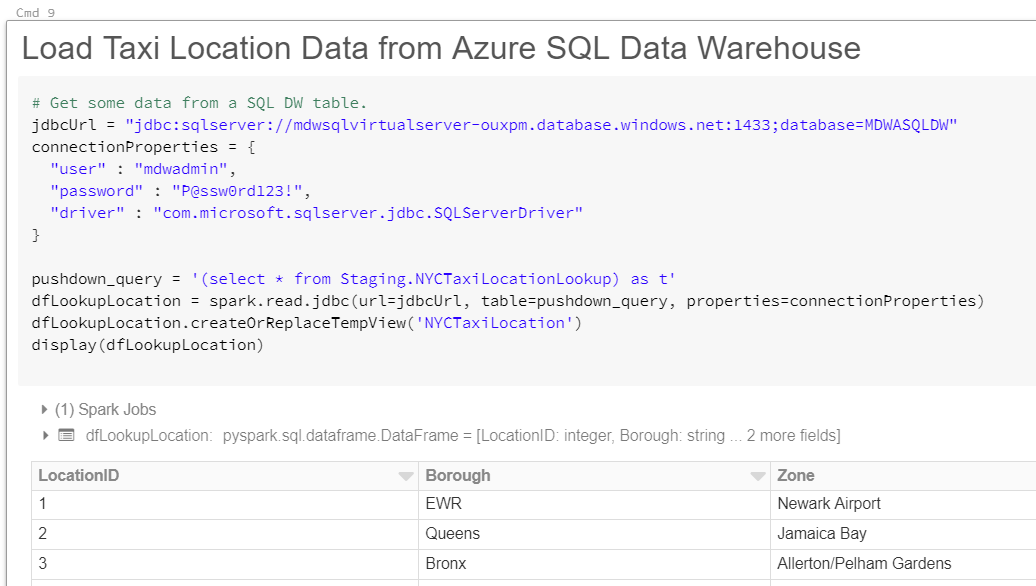 Cmd 9
Load Taxi Location Data from Azure SQL Data Warehouse
# Get some data from a SQL DW table.
jdbcUrl = "jdbc:sqlserver://mdwsqlvirtualserver-ouxpm.database.windows.net:1433;database=MDWASQLDW"
connectionProperties = {
  "user" : "mdwadmin",
  "password" : "P@ssw0rd123!",
  "driver" : "com.microsoft.sqlserver.jdbc.SQLServerDriver"
}
pushdown_query = '(select * from Staging.NYCTaxiLocationLookup) as t'
dfLookupLocation = spark.read.jdbc(url=jdbcUrl, table=pushdown_query, properties=connectionProperties)
dfLookupLocation.createOrReplaceTempView('NYCTaxiLocation')
display(dfLookupLocation)
(1) Spark Jobs
dfLookupLocation: pyspark.sql.dataframe.DataFrame = [LocationID: integer, Borough: string ... 2 more fields]
LocationID Borough Zone
1 EWR Newark Airport
2 Queens Jamaica Bay
3 Bronx Allerton/Pelham Gardens